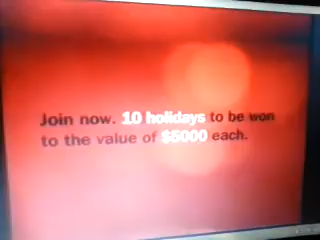 Join now. 10 holidays to be won
to the value of $5000 each.